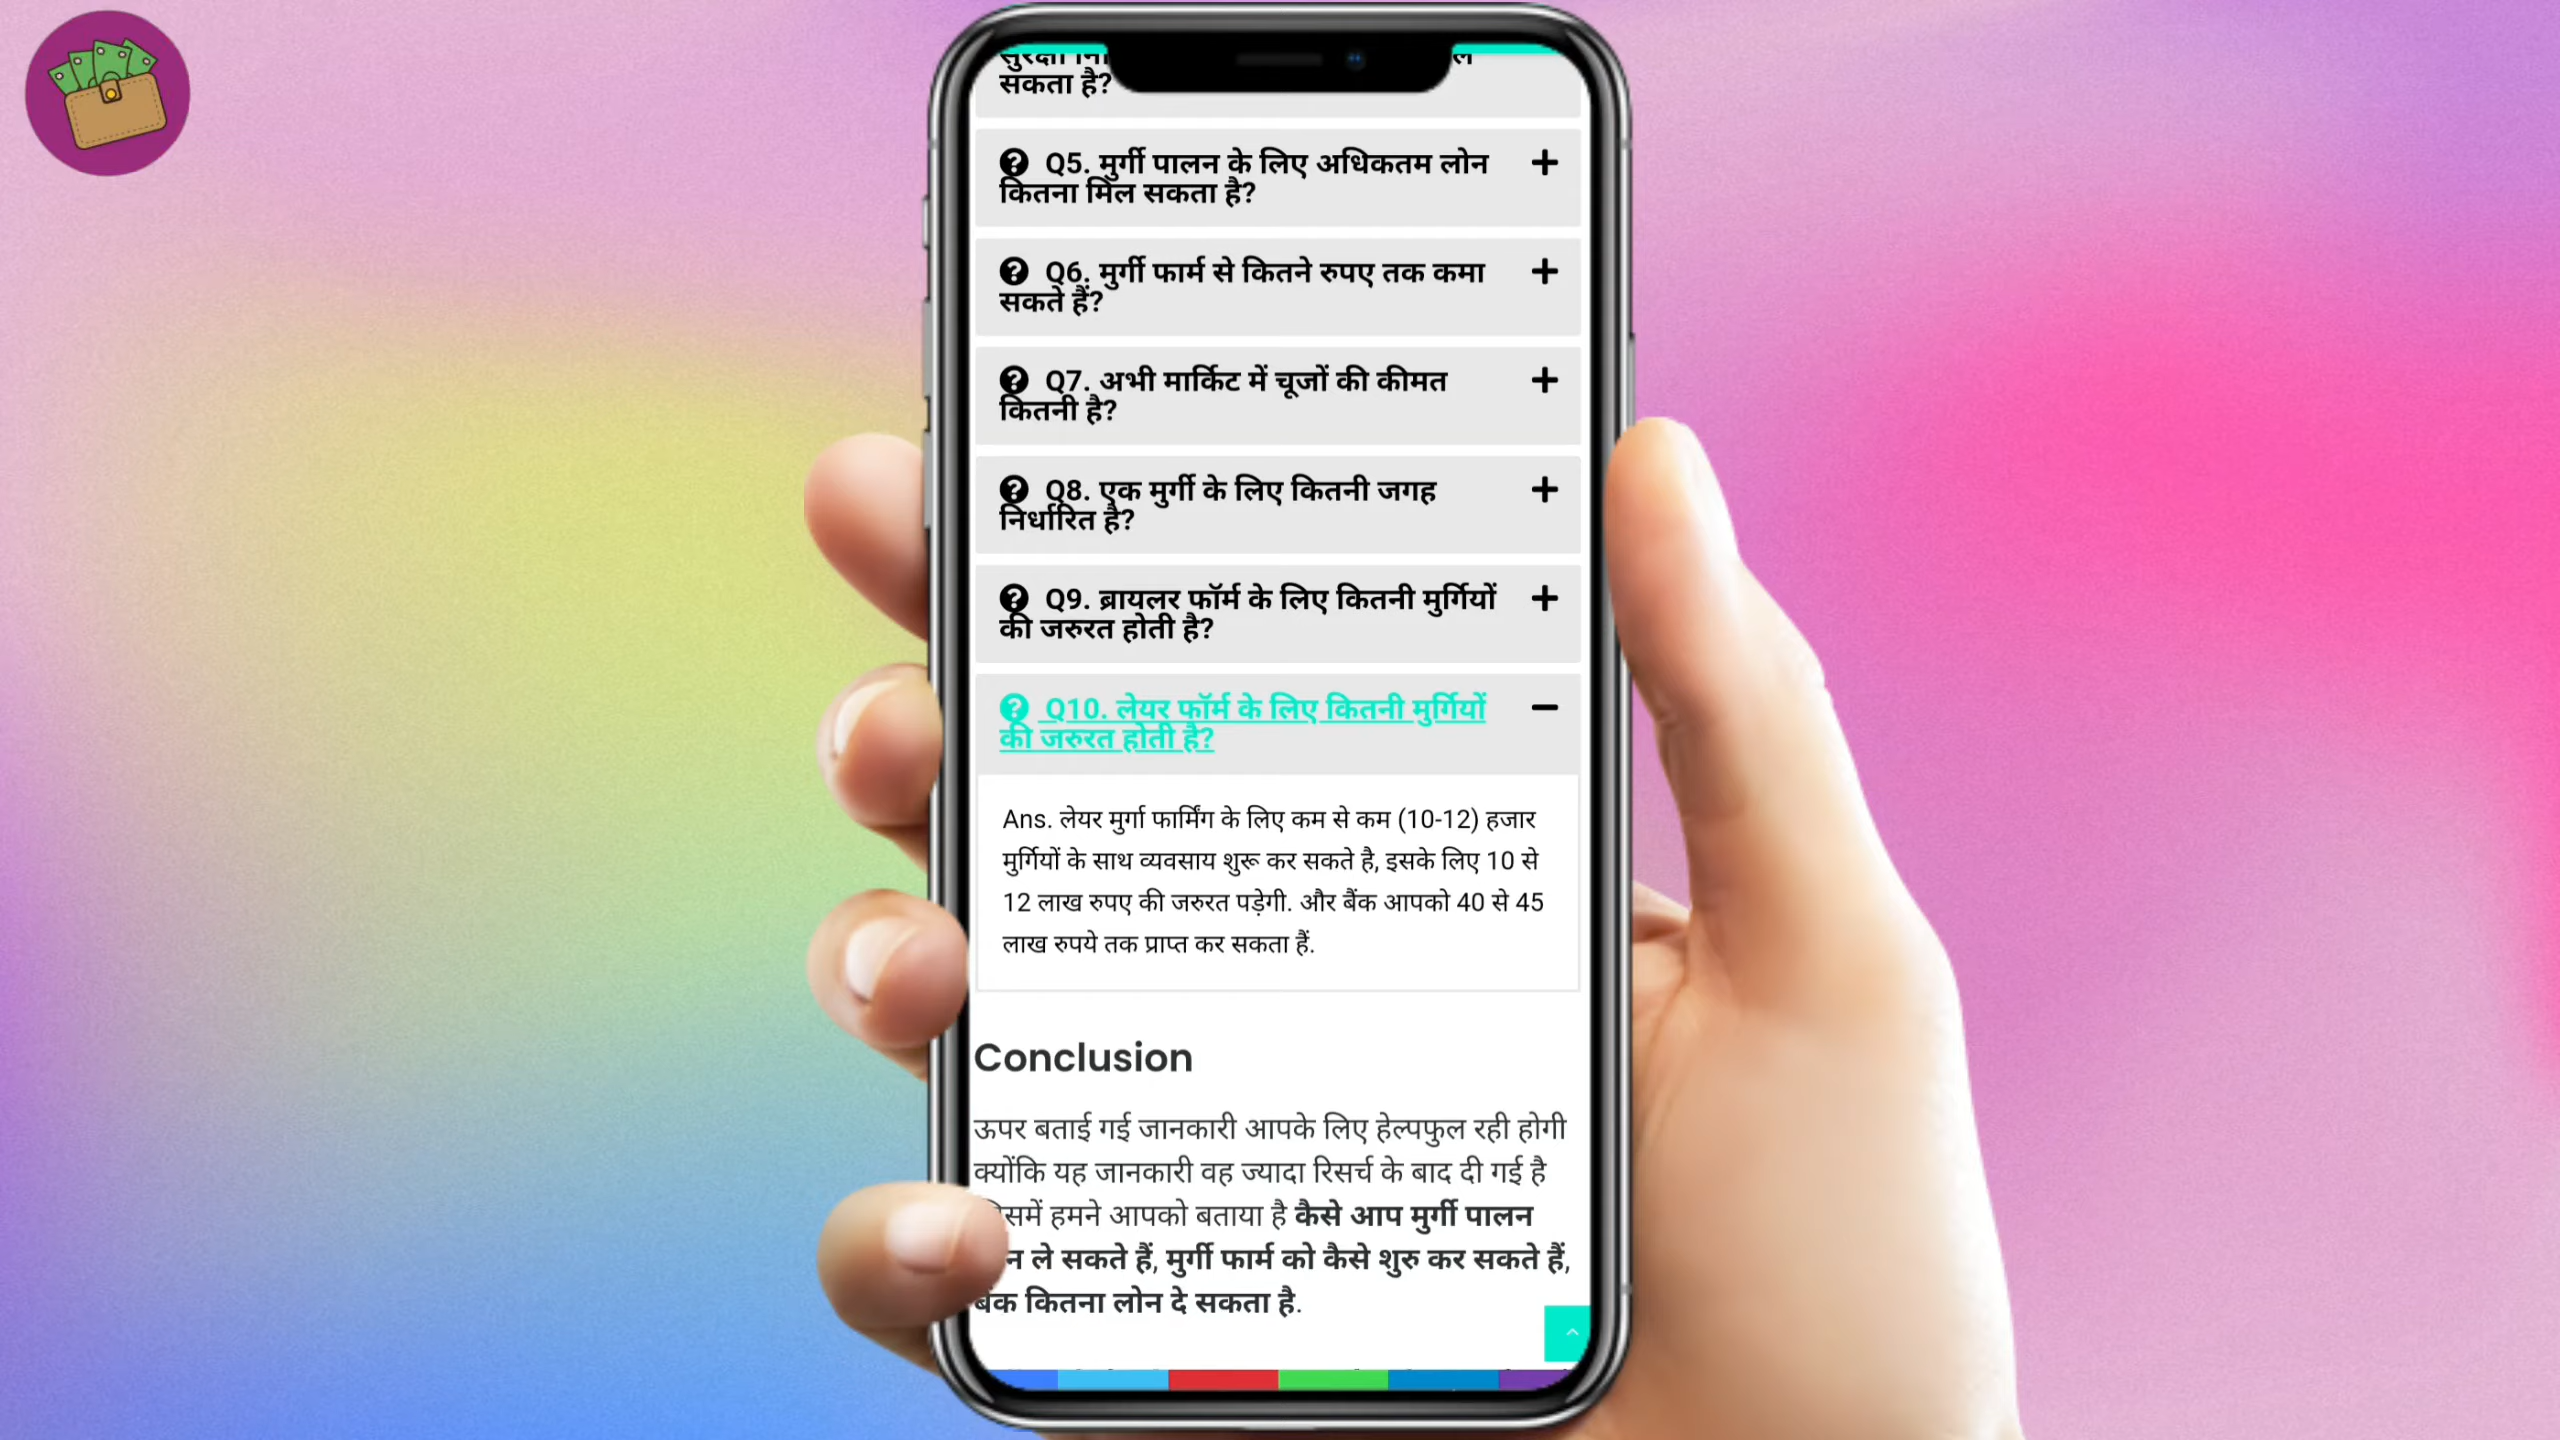 सकता है?
Q5. मुर्गी पालन के लिए अधिकतम लोन
कितना मिल सकता है?
Q6. मुर्गी फार्म से कितने रुपए तक कमा
सकते हैं?
Q7. अभी मार्किट में चूजों की कीमत
कितनी है?
Q8. एक मुर्गी के लिए कितनी जगह
निर्धारित है?
Q9. ब्रायलर फॉर्म के लिए कितनी मुर्गियों
की जरुरत होती है?
Q10. लेयर फॉर्म के लिए कितनी मुर्गियों
की जरुरत होती है?
Ans. लेयर मुर्गा फार्मिंग के लिए कम से कम (10-12) हजार
मुर्गियों के साथ व्यवसाय शुरू कर सकते है, इसके लिए 10 से
12 लाख रुपए की जरुरत पड़ेगी. और बैंक आपको 40 से 45
लाख रुपये तक प्राप्त कर सकता हैं.
Conclusion
ऊपर बताई गई जानकारी आपके लिए हेल्पफुल रही होगी
क्योंकि यह जानकारी वह ज्यादा रिसर्च के बाद दी गई है
हमने आपको बताया है कैसे आप मुर्गी पालन
ले सकते हैं, मुर्गी फार्म को कैसे शुरु कर सकते हैं,
बैंक कितना लोन दे सकता है.